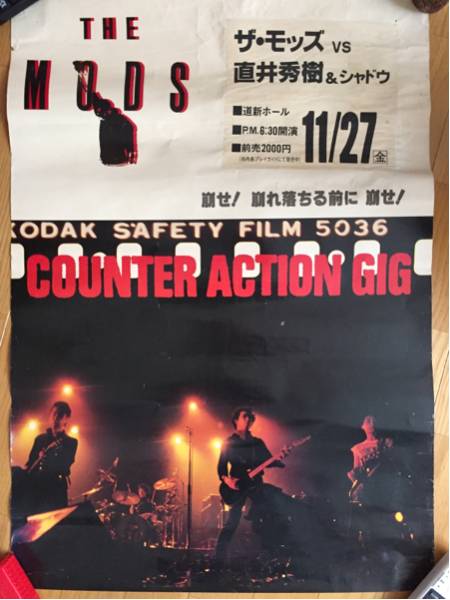 THE
MODS
ザ・モッズ VS
直井秀樹&シャドウ
■道新ホール
■P.M.6:30開演
■前売2000円
11/27
金
崩せ! 崩れ落ちる前に 崩せ!
KODAK SAFETY FILM 5036
COUNTER ACTION GIG